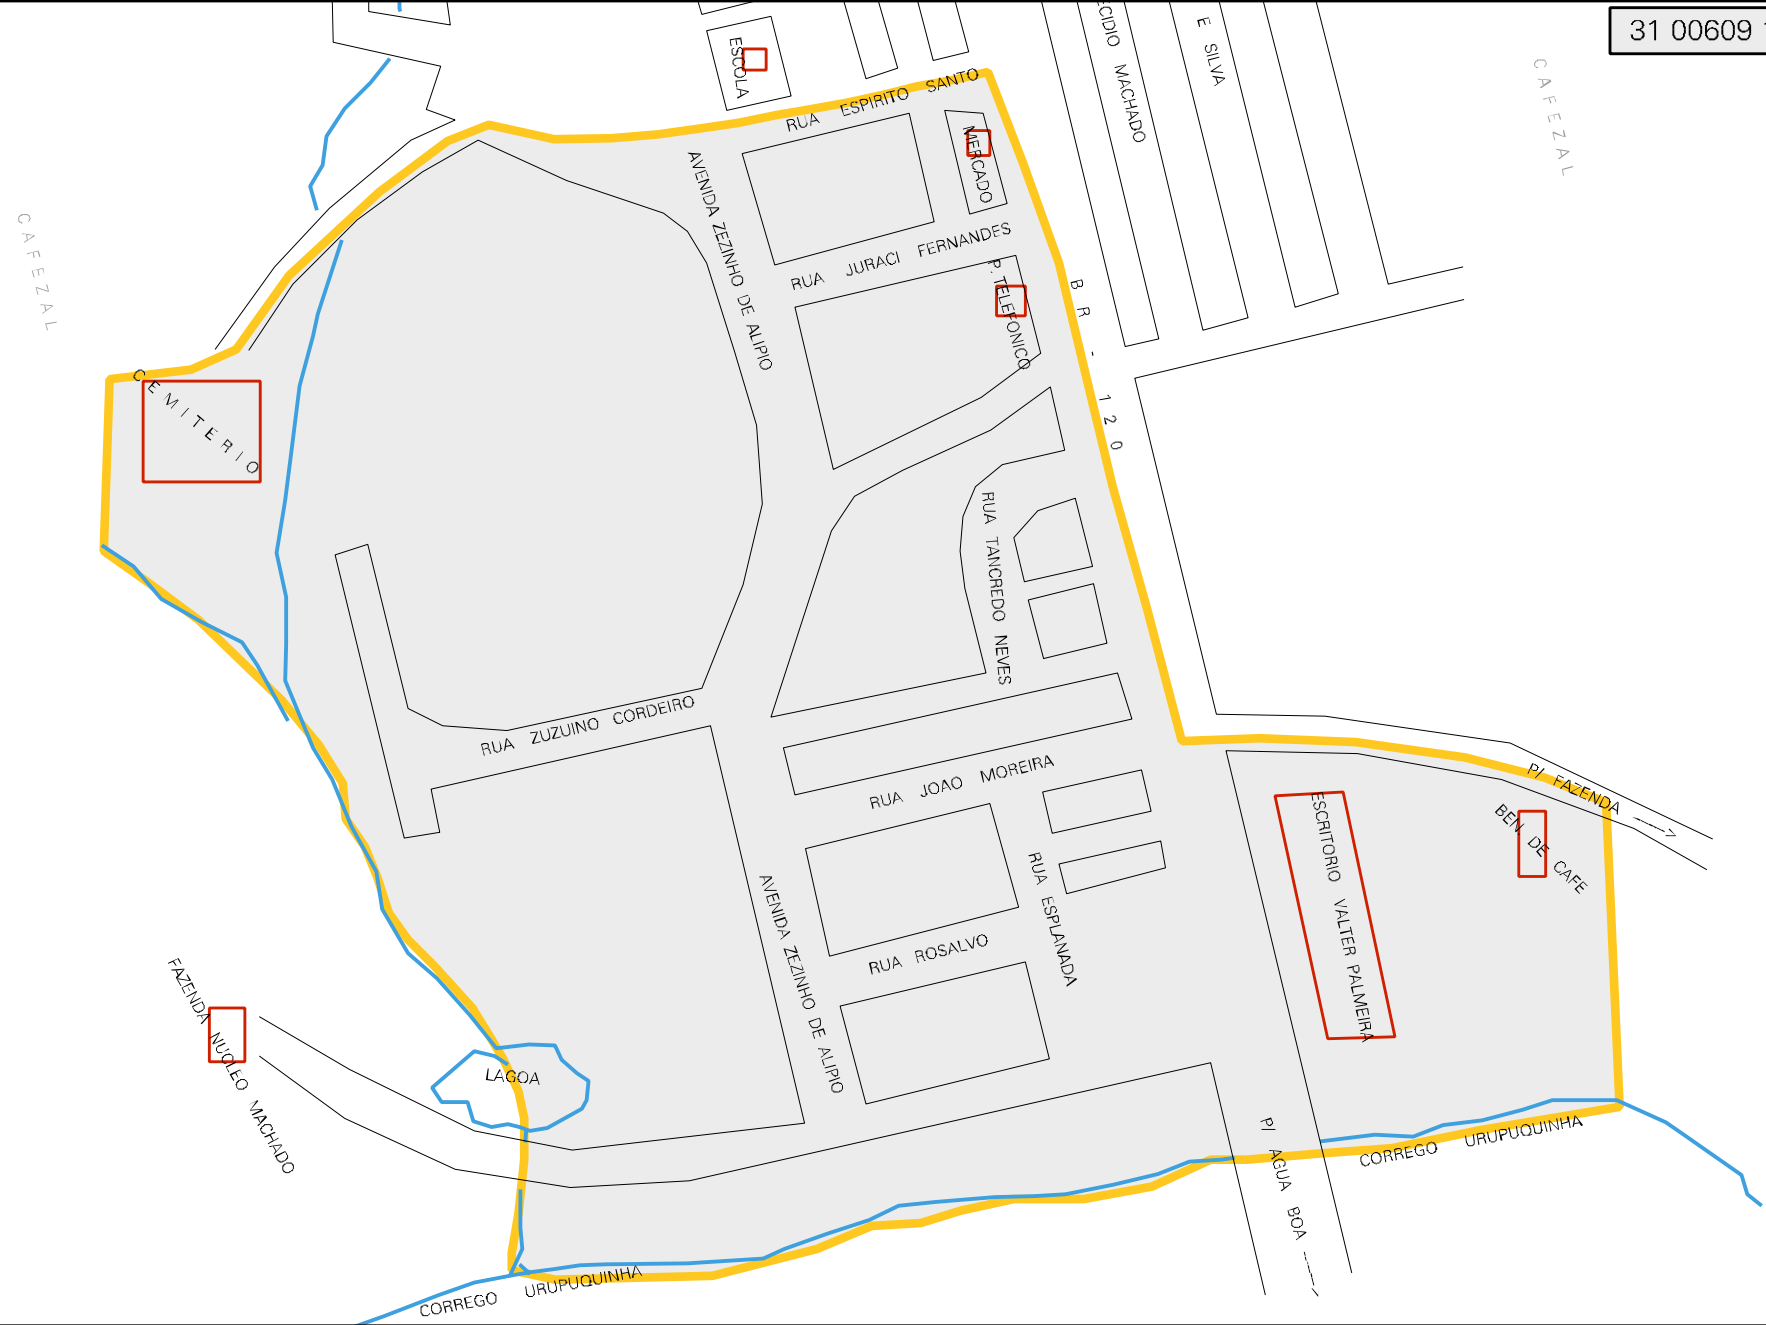 31 00609
ECIDIO MACHADO
E SILVA
CAFEZAL
ESCOLA
RUA ESPIRITO SANTO
MERCADO
AVENIDA ZEZINHO DE ALIPIO
RUA JURACI FERNANDES
CAFEZAL
P. TELEFONICO
BR - 120
CEMITERIO
RUA TANCREDO NEVES
RUA ZUZUINO CORDEIRO
RUA JOAO MOREIRA
P/ FAZENDA ---->
ESCRITORIO VALTER PALMEIRA
BEN. DE CAFE
RUA ESPLANADA
AVENIDA ZEZINHO DE ALIPIO
RUA ROSALVO
FAZENDA NUCLEO MACHADO
LAGOA
P/ AGUA BOA ---->
CORREGO URUPUQUINHA
CORREGO URUPUQUINHA